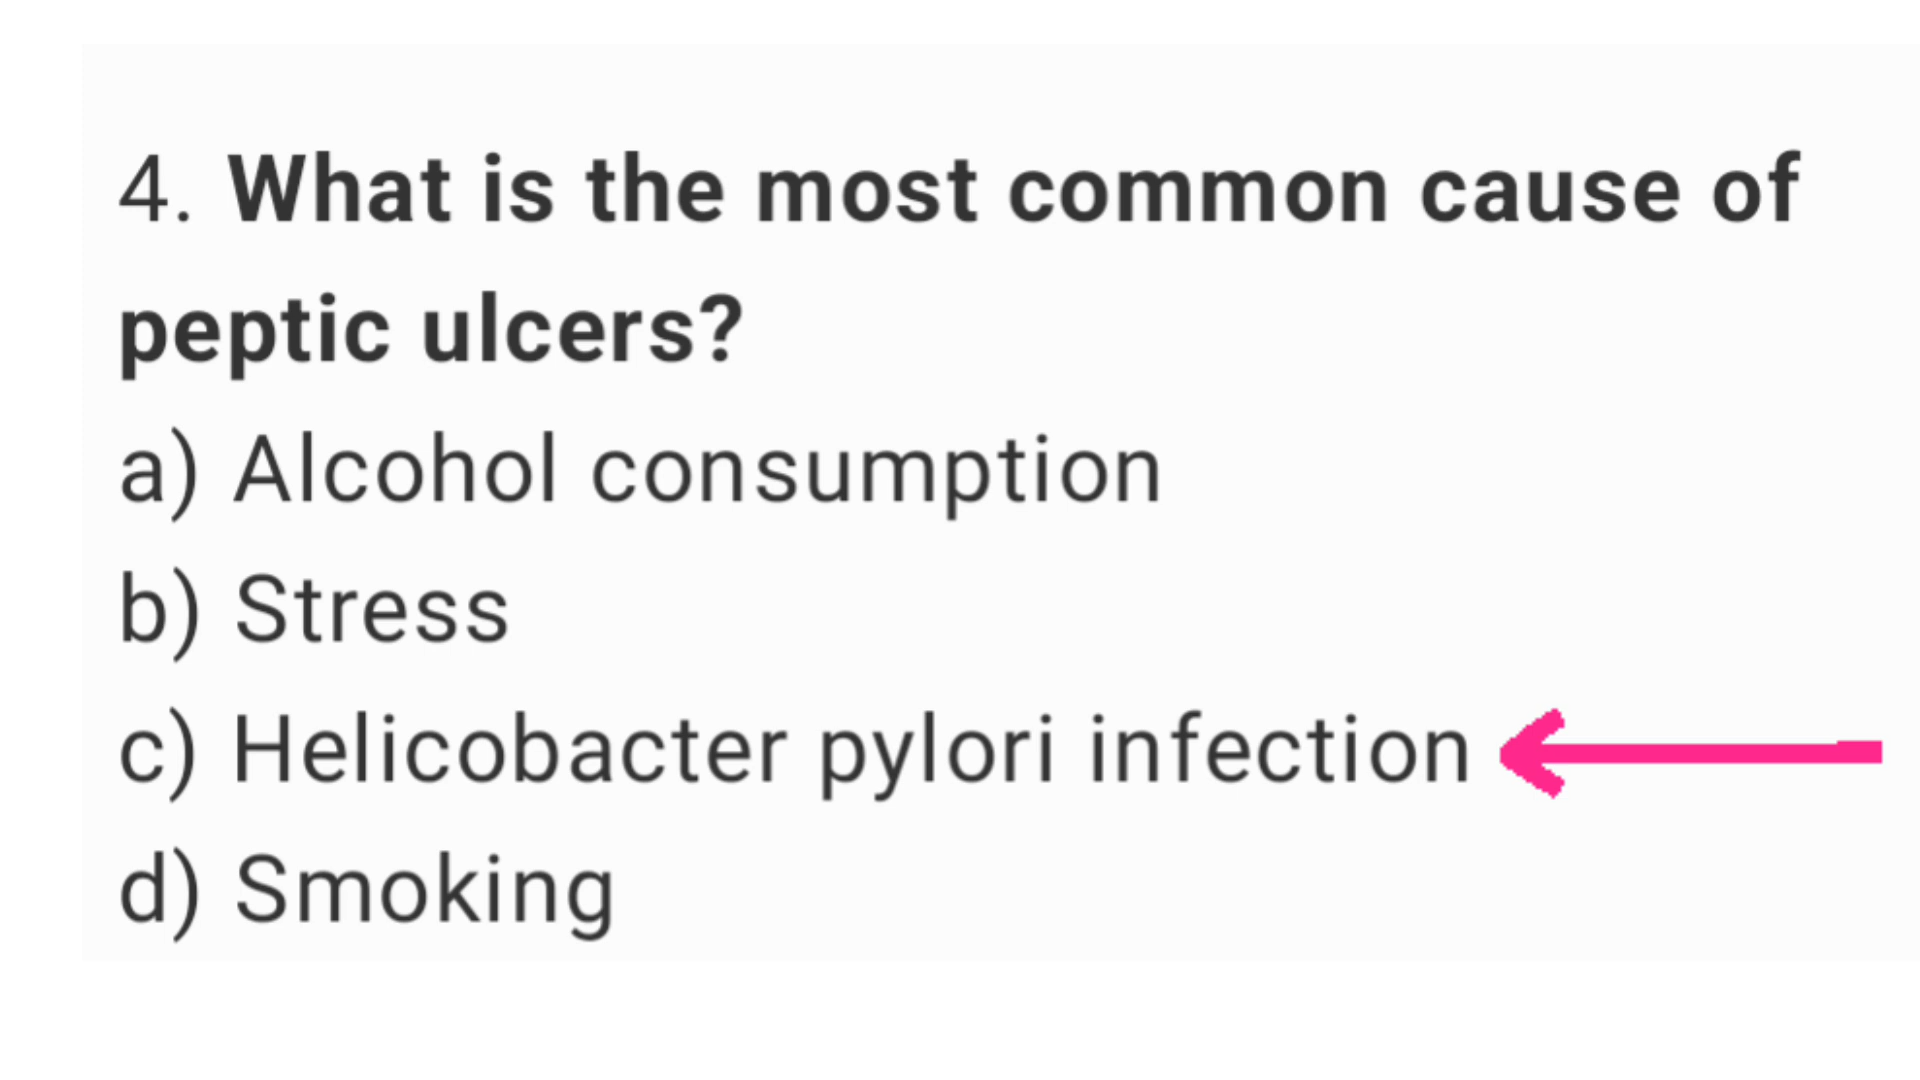 4. What is the most common cause of
peptic ulcers?
a) Alcohol consumption
b) Stress
c) Helicobacter pylori infection
d) Smoking